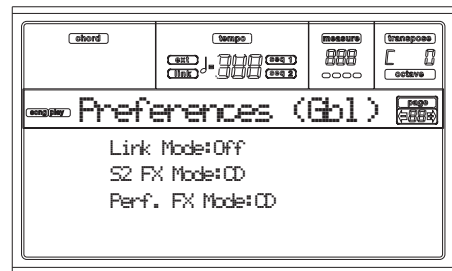 chord tempo measure transpose
ext seq 1
link seq 2
octave
song play Preferences (Gbl) page
Link Mode:Off
S2 FX Mode:CD
Perf. FX Mode:CD